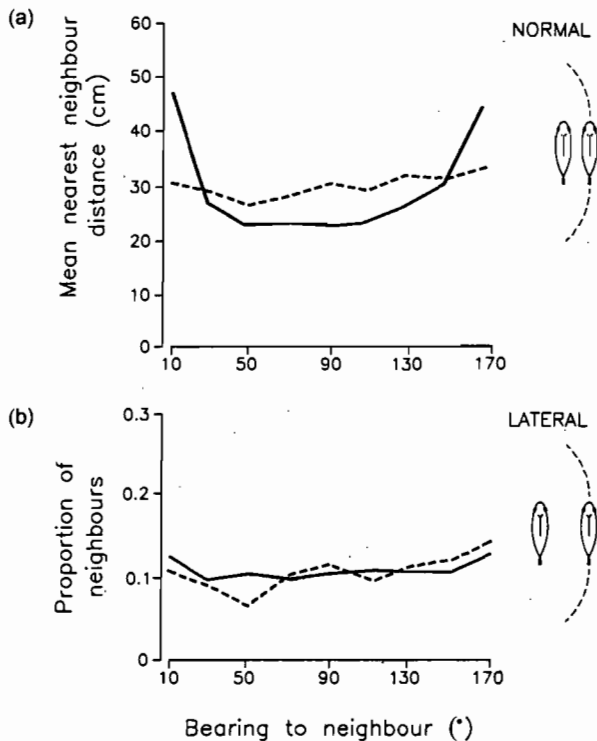 (a)
NORMAL
Mean nearest neighbour
distance (cm)
60
50
40
30
20
10
0
10
50
90
130
170
(b)
LATERAL
Proportion of
neighbours
0.3
0.2
0.1
0
10
50
90
130
170
Bearing to neighbour (°)